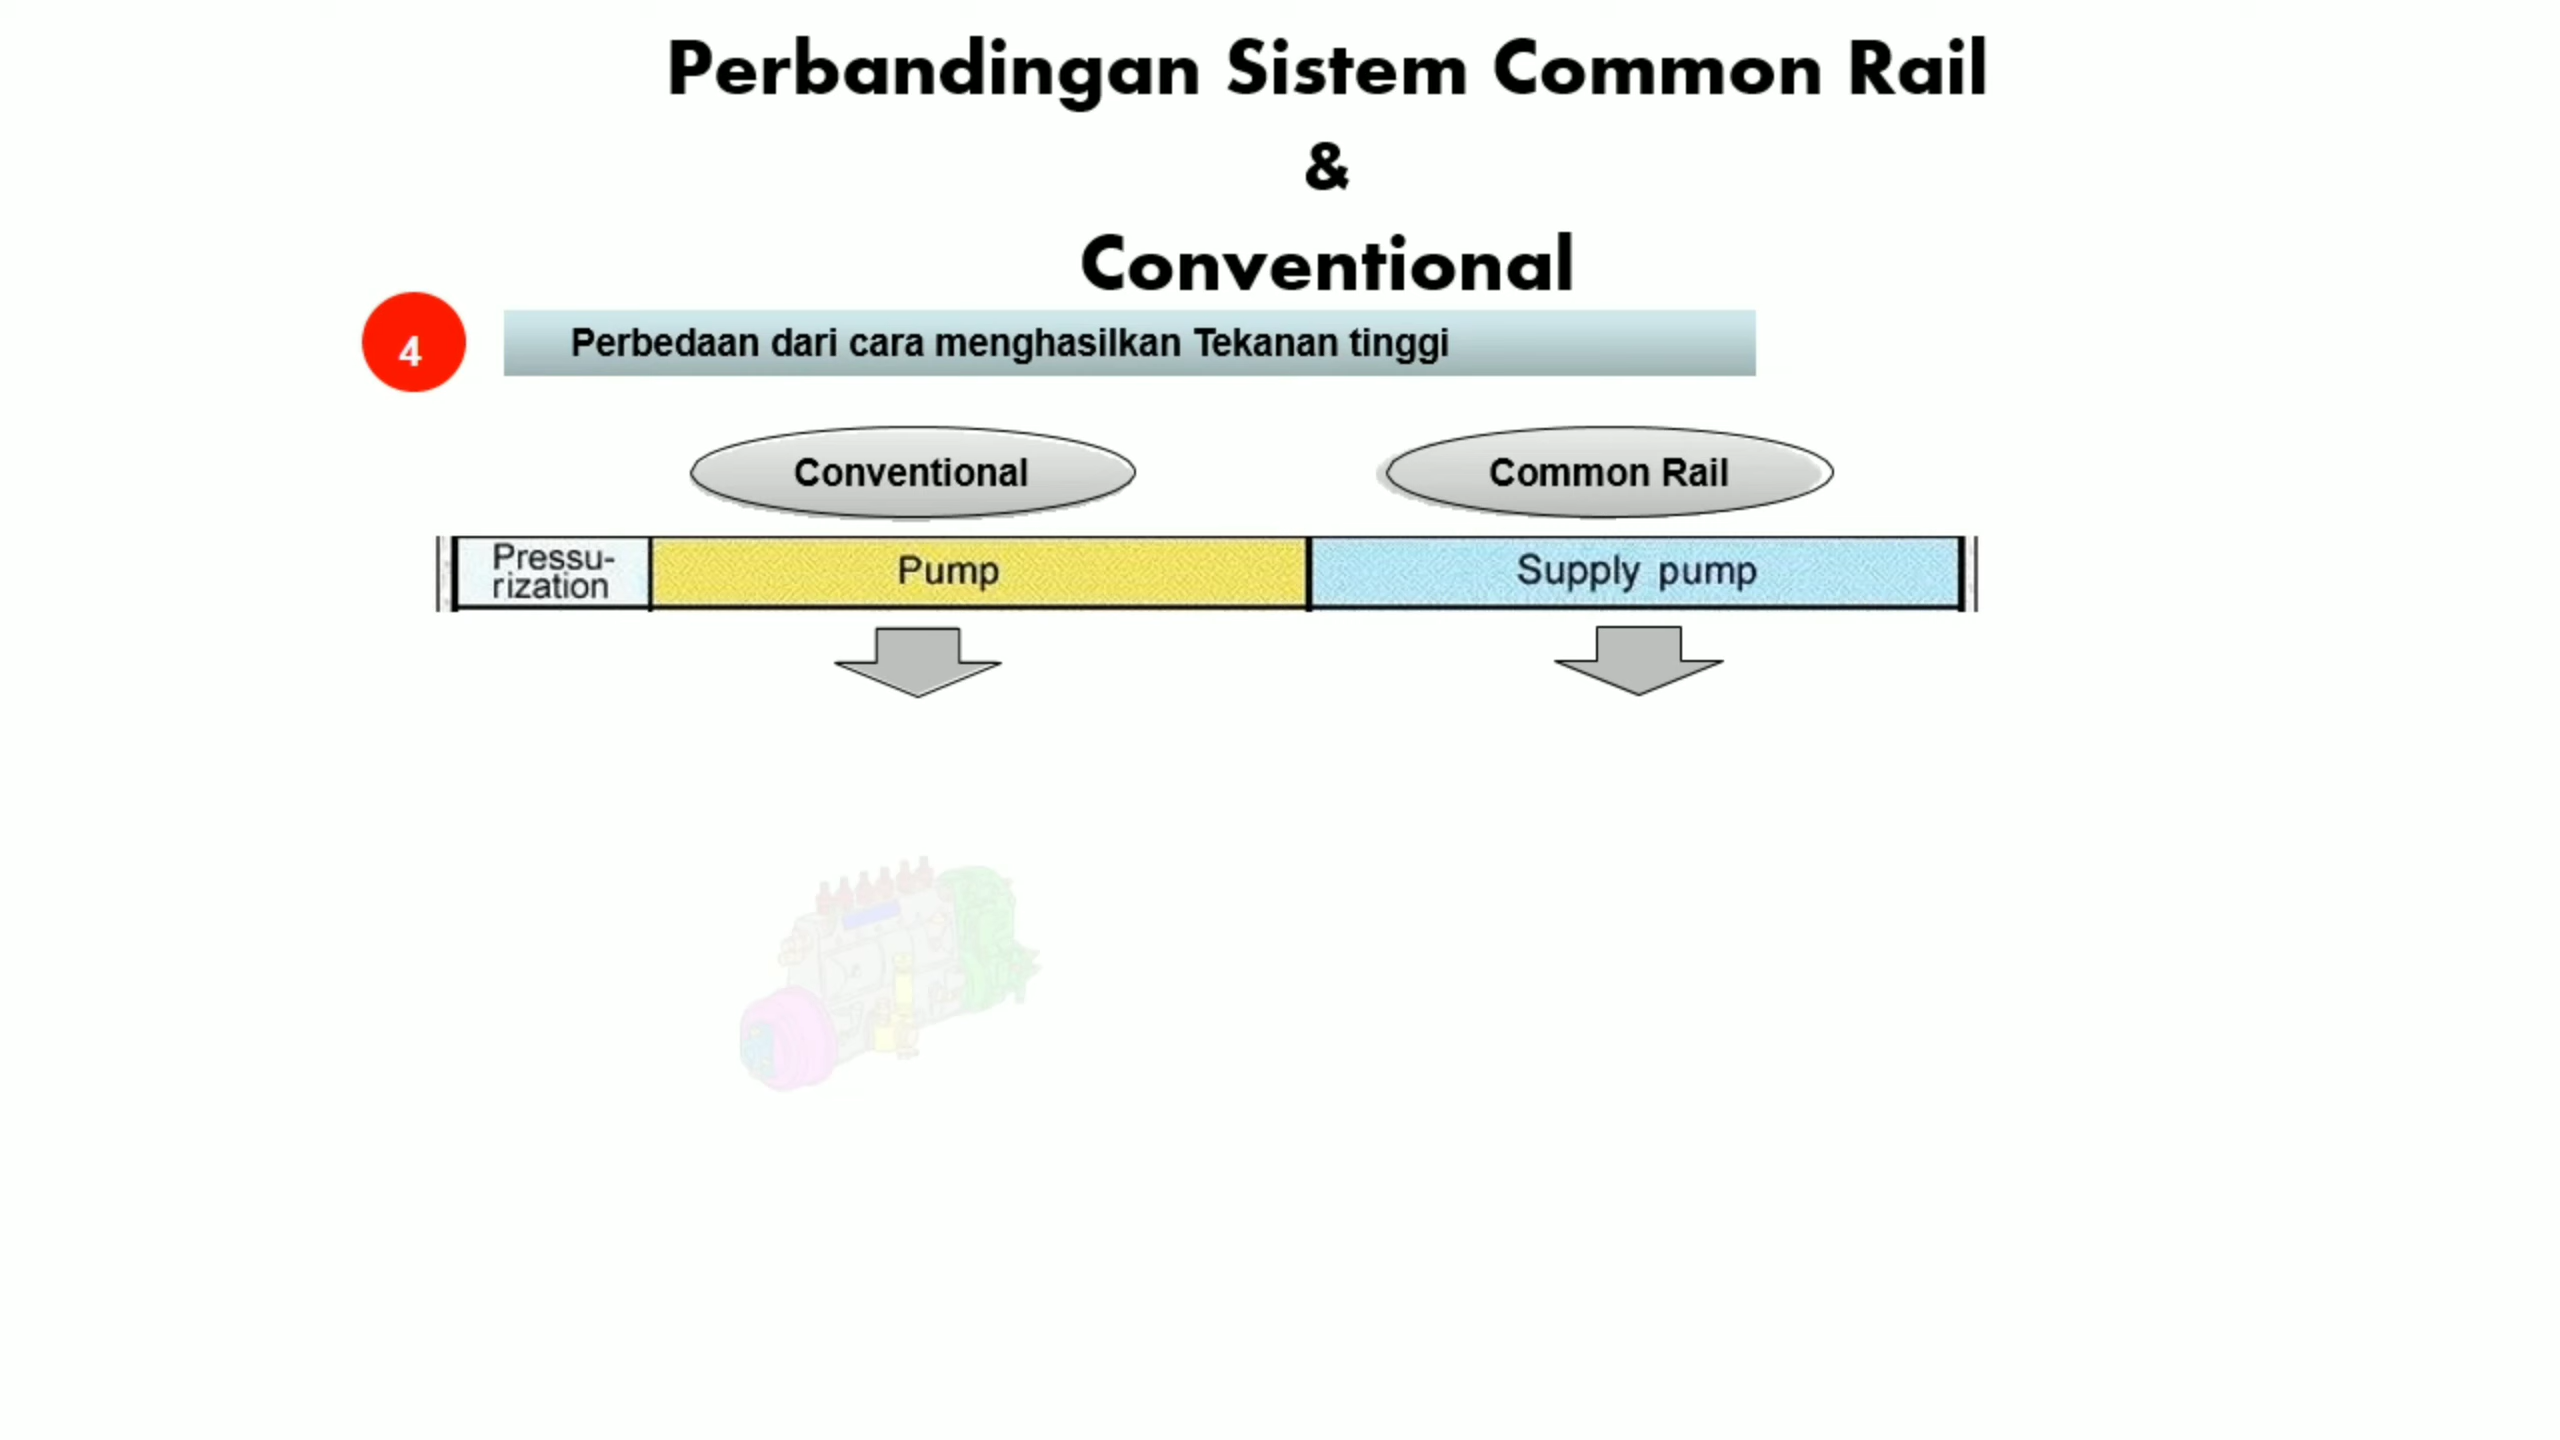 Perbandingan Sistem Common Rail
&
Conventional
4
Perbedaan dari cara menghasilkan Tekanan tinggi
Conventional
Common Rail
Pressu-
rization
Pump
Supply pump